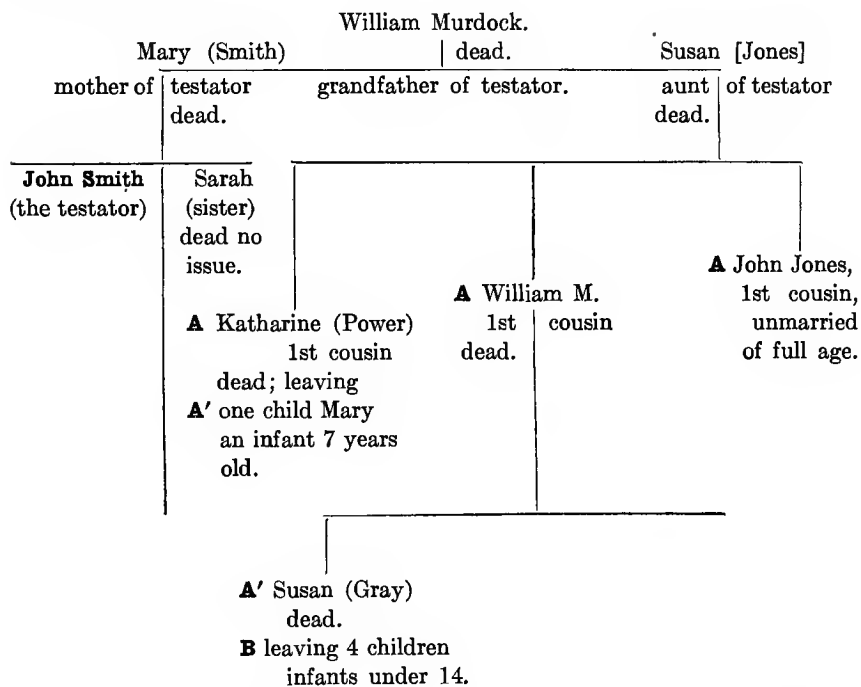 William Murdock.
Mary (Smith) dead. Susan [Jones]
mother of testator grandfather of testator. aunt of testator
dead. dead.
John Smith Sarah
(the testator) (sister)
dead no
issue.
A Katharine (Power)
1st cousin
dead; leaving
A′ one child Mary
an infant 7 years
old.
A William M.
1st cousin
dead.
A John Jones,
1st cousin,
unmarried
of full age.
A′ Susan (Gray)
dead.
B leaving 4 children
infants under 14.